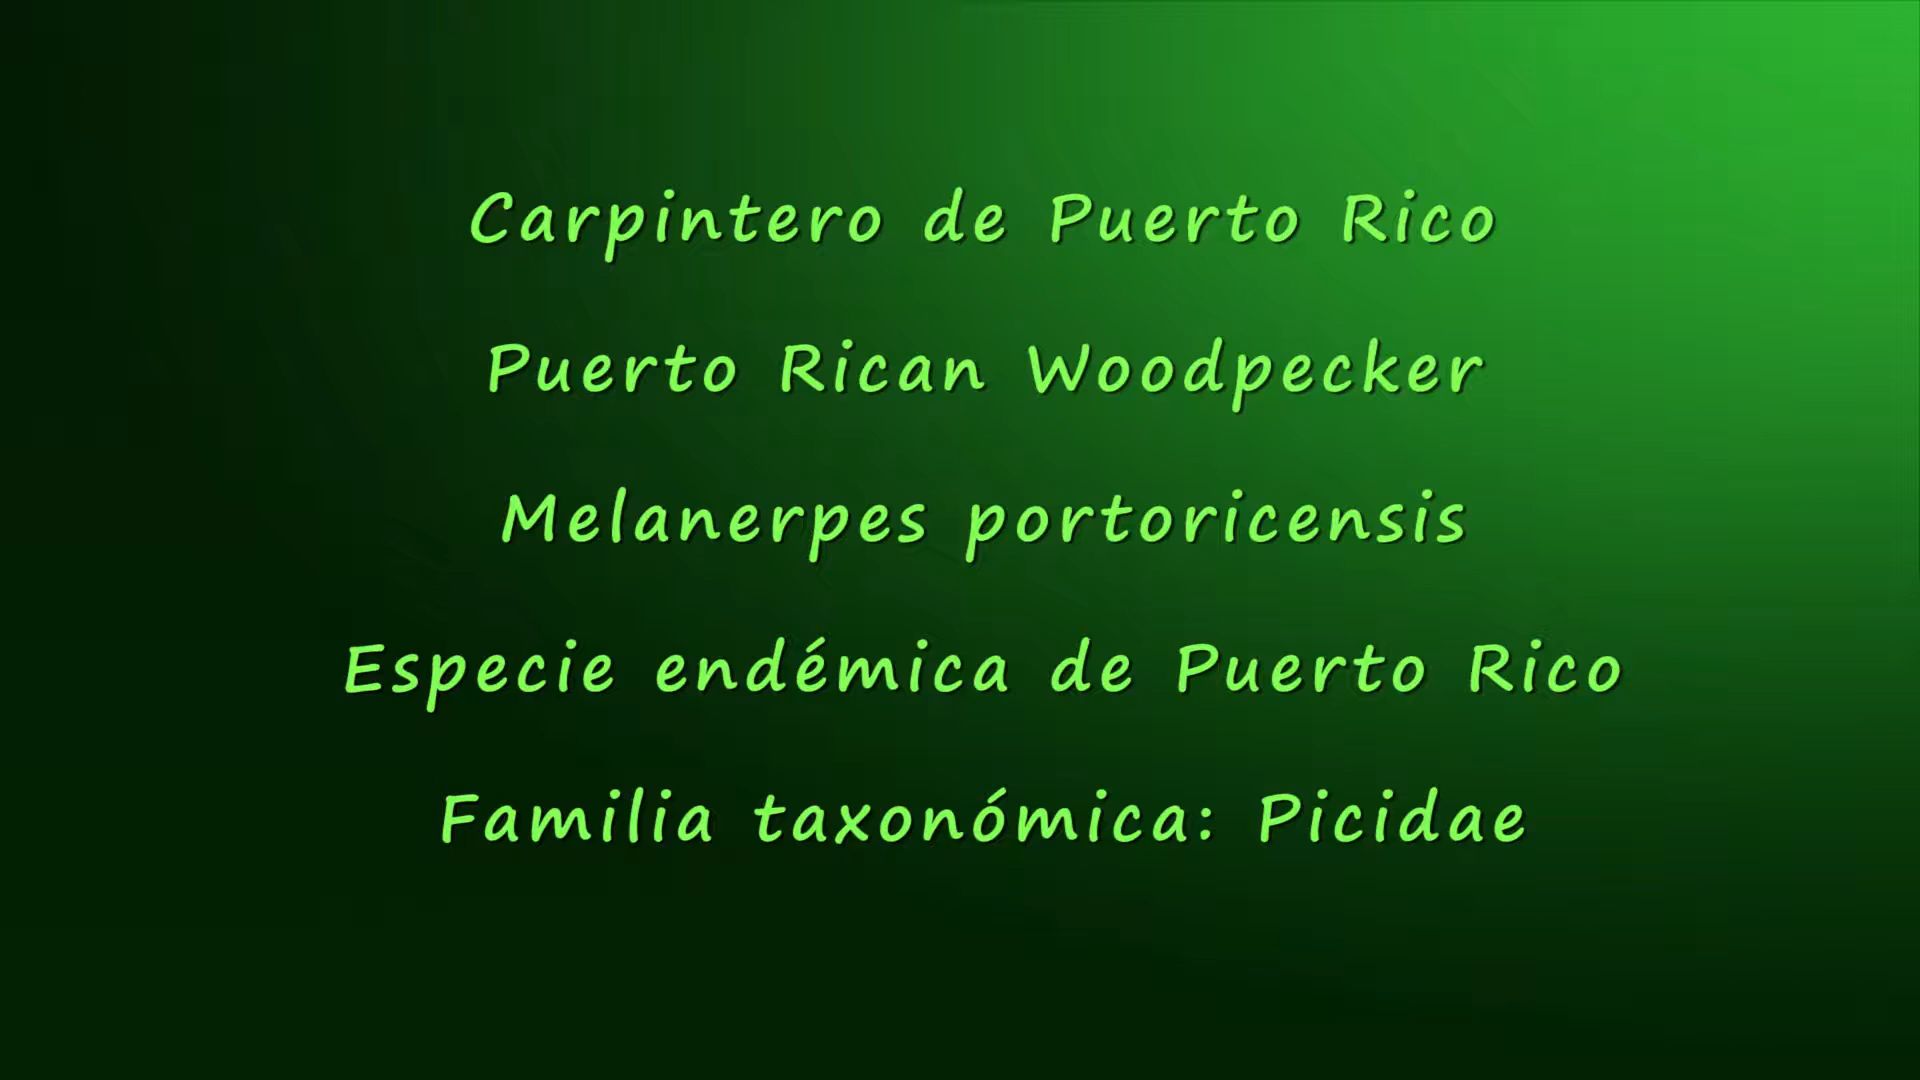 Carpintero de Puerto Rico
Puerto Rican Woodpecker
Melanerpes portoricensis
Especie endémica de Puerto Rico
Familia taxonómica: Picidae